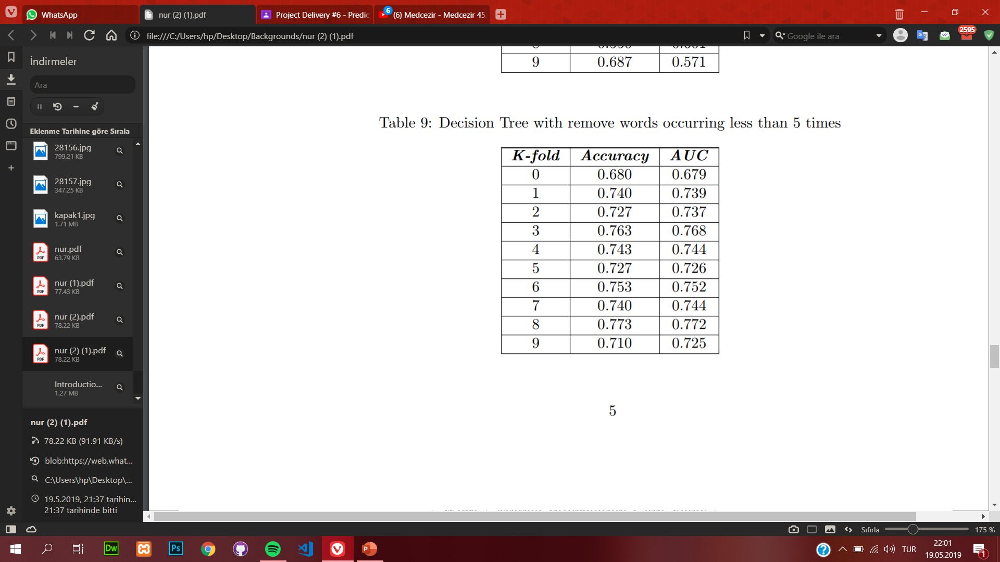 WhatsApp
nur (2) (1).pdf
Project Delivery #6 - Predic
6
(6) Medcezir - Medcezir 45.
file:///C:/Users/hp/Desktop/Backgrounds/nur (2) (1).pdf
Google ile ara
2595
İndirmeler
Ara
Eklenme Tarihine göre Sırala
28156.jpg
799.21 KB
28157.jpg
347.25 KB
kapak1.jpg
1.71 MB
PDF
nur.pdf
63.79 KB
PDF
nur (1).pdf
77.43 KB
PDF
nur (2).pdf
78.22 KB
PDF
nur (2) (1).pdf
78.22 KB
Introductio...
1.27 MB
nur (2) (1).pdf
78.22 KB (91.91 KB/s)
blob:https://web.what...
C:\Users\hp\Desktop\...
19.5.2019, 21:37 tarihin...
21:37 tarihinde bitti
9 0.687 0.571
Table 9: Decision Tree with remove words occurring less than 5 times
K-fold Accuracy AUC
0 0.680 0.679
1 0.740 0.739
2 0.727 0.737
3 0.763 0.768
4 0.743 0.744
5 0.727 0.726
6 0.753 0.752
7 0.740 0.744
8 0.773 0.772
9 0.710 0.725
5
Sıfırla
175 %
Dw
Ps
P
TUR
22:01
19.05.2019
1